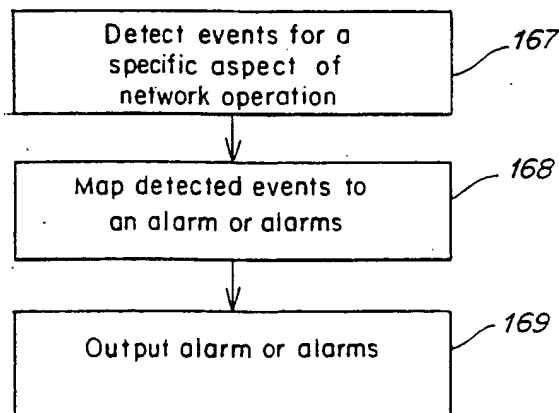 Detect events for a
specific aspect of
network operation
167
Map detected events to
an alarm or alarms
168
Output alarm or alarms
169